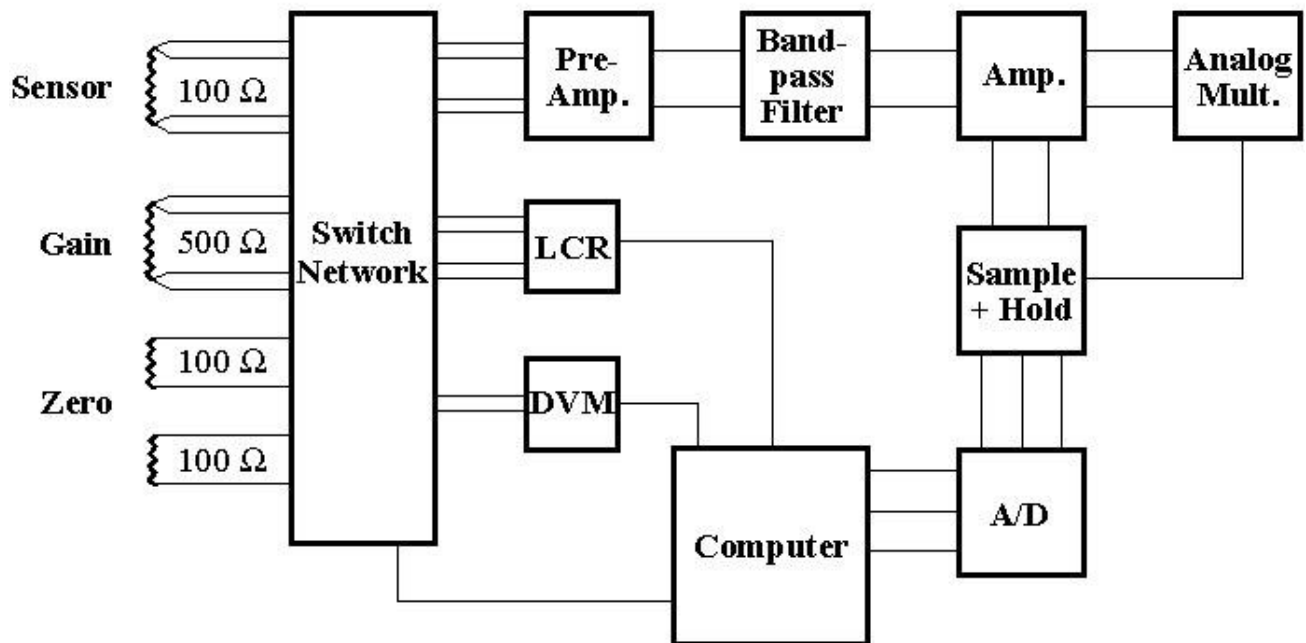 Sensor
100 Ω
Gain
500 Ω
Zero
100 Ω
100 Ω
Switch
Network
Pre-
Amp.
Band-
pass
Filter
Amp.
Analog
Mult.
LCR
DVM
Sample
+ Hold
Computer
A/D